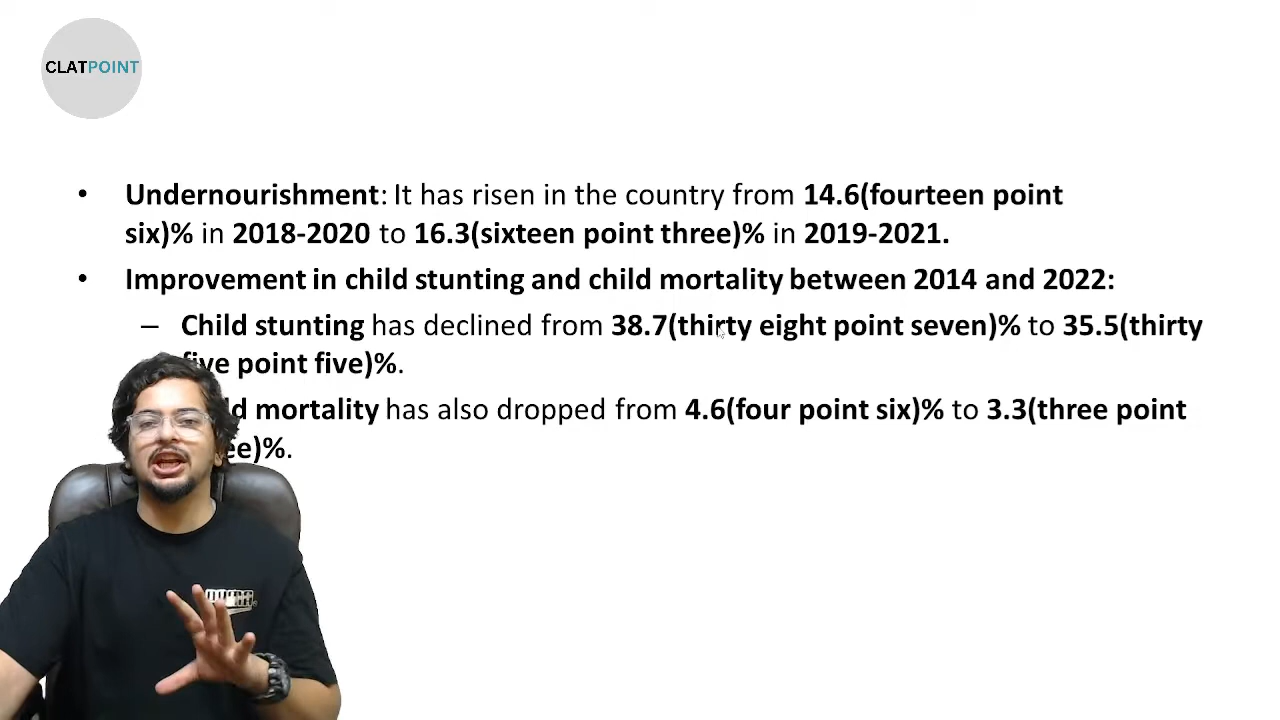 CLATPOINT
• Undernourishment: It has risen in the country from 14.6(fourteen point
six)% in 2018-2020 to 16.3(sixteen point three)% in 2019-2021.
• Improvement in child stunting and child mortality between 2014 and 2022:
– Child stunting has declined from 38.7(thirty eight point seven)% to 35.5(thirty
five point five)%.
mortality has also dropped from 4.6(four point six)% to 3.3(three point